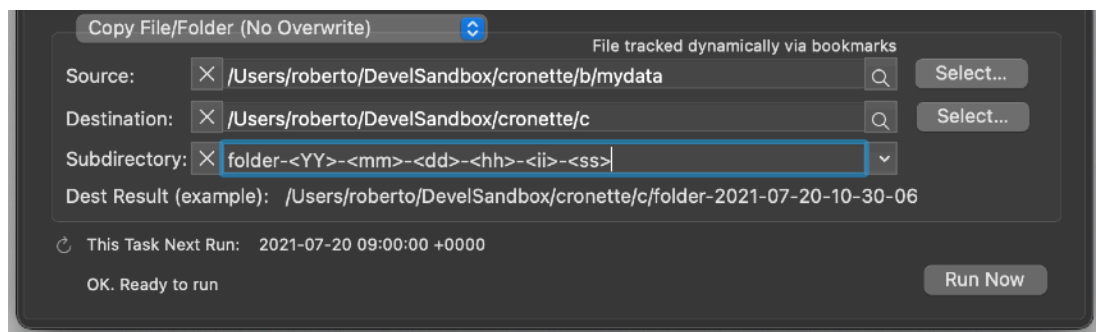 Copy File/Folder (No Overwrite)
File tracked dynamically via bookmarks
Source: /Users/roberto/DevelSandbox/cronette/b/mydata Select...
Destination: /Users/roberto/DevelSandbox/cronette/c Select...
Subdirectory: folder-<YY>-<mm>-<dd>-<hh>-<ii>-<ss>
Dest Result (example): /Users/roberto/DevelSandbox/cronette/c/folder-2021-07-20-10-30-06
This Task Next Run: 2021-07-20 09:00:00 +0000
OK. Ready to run
Run Now